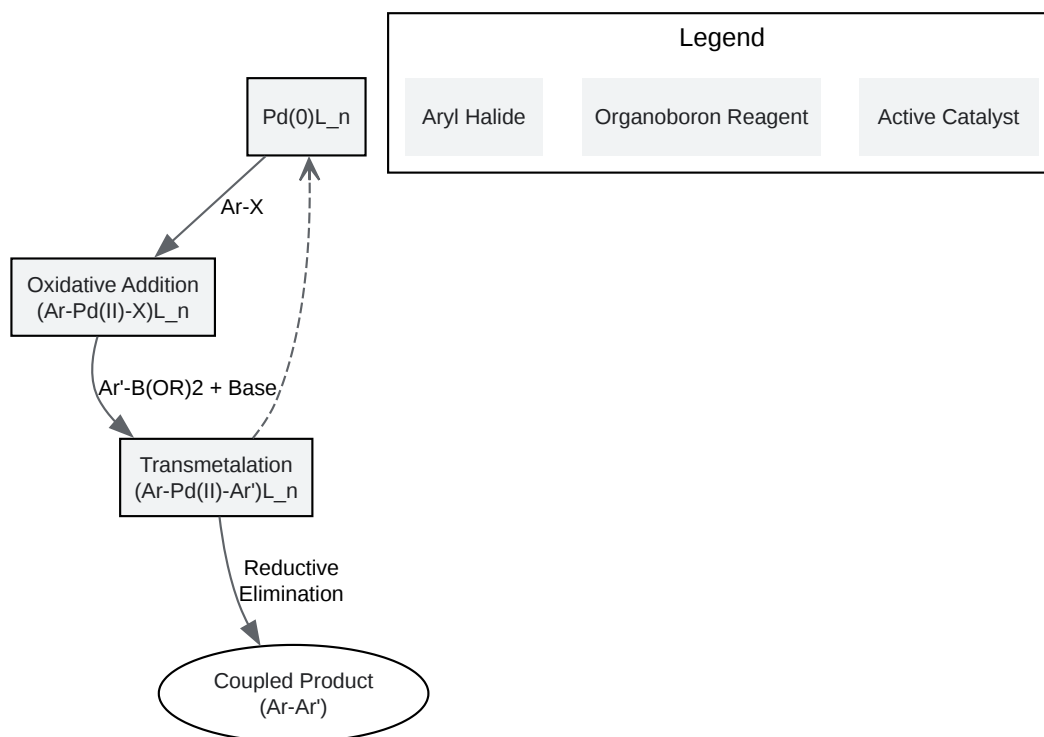 Legend
Pd(0)L_n
Aryl Halide
Organoboron Reagent
Active Catalyst
Ar-X
Oxidative Addition
(Ar-Pd(II)-X)L_n
Ar'-B(OR)2 + Base
Transmetalation
(Ar-Pd(II)-Ar')L_n
Reductive
Elimination
Coupled Product
(Ar-Ar')